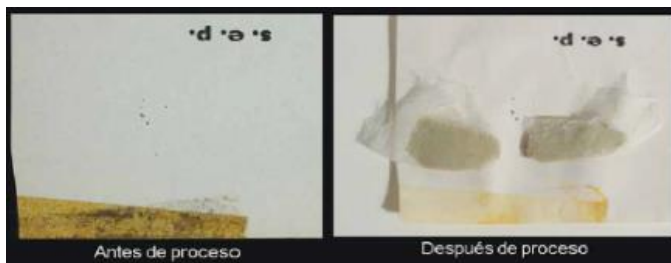 s. e. p.
s. e. p.
Antes de proceso
Después de proceso